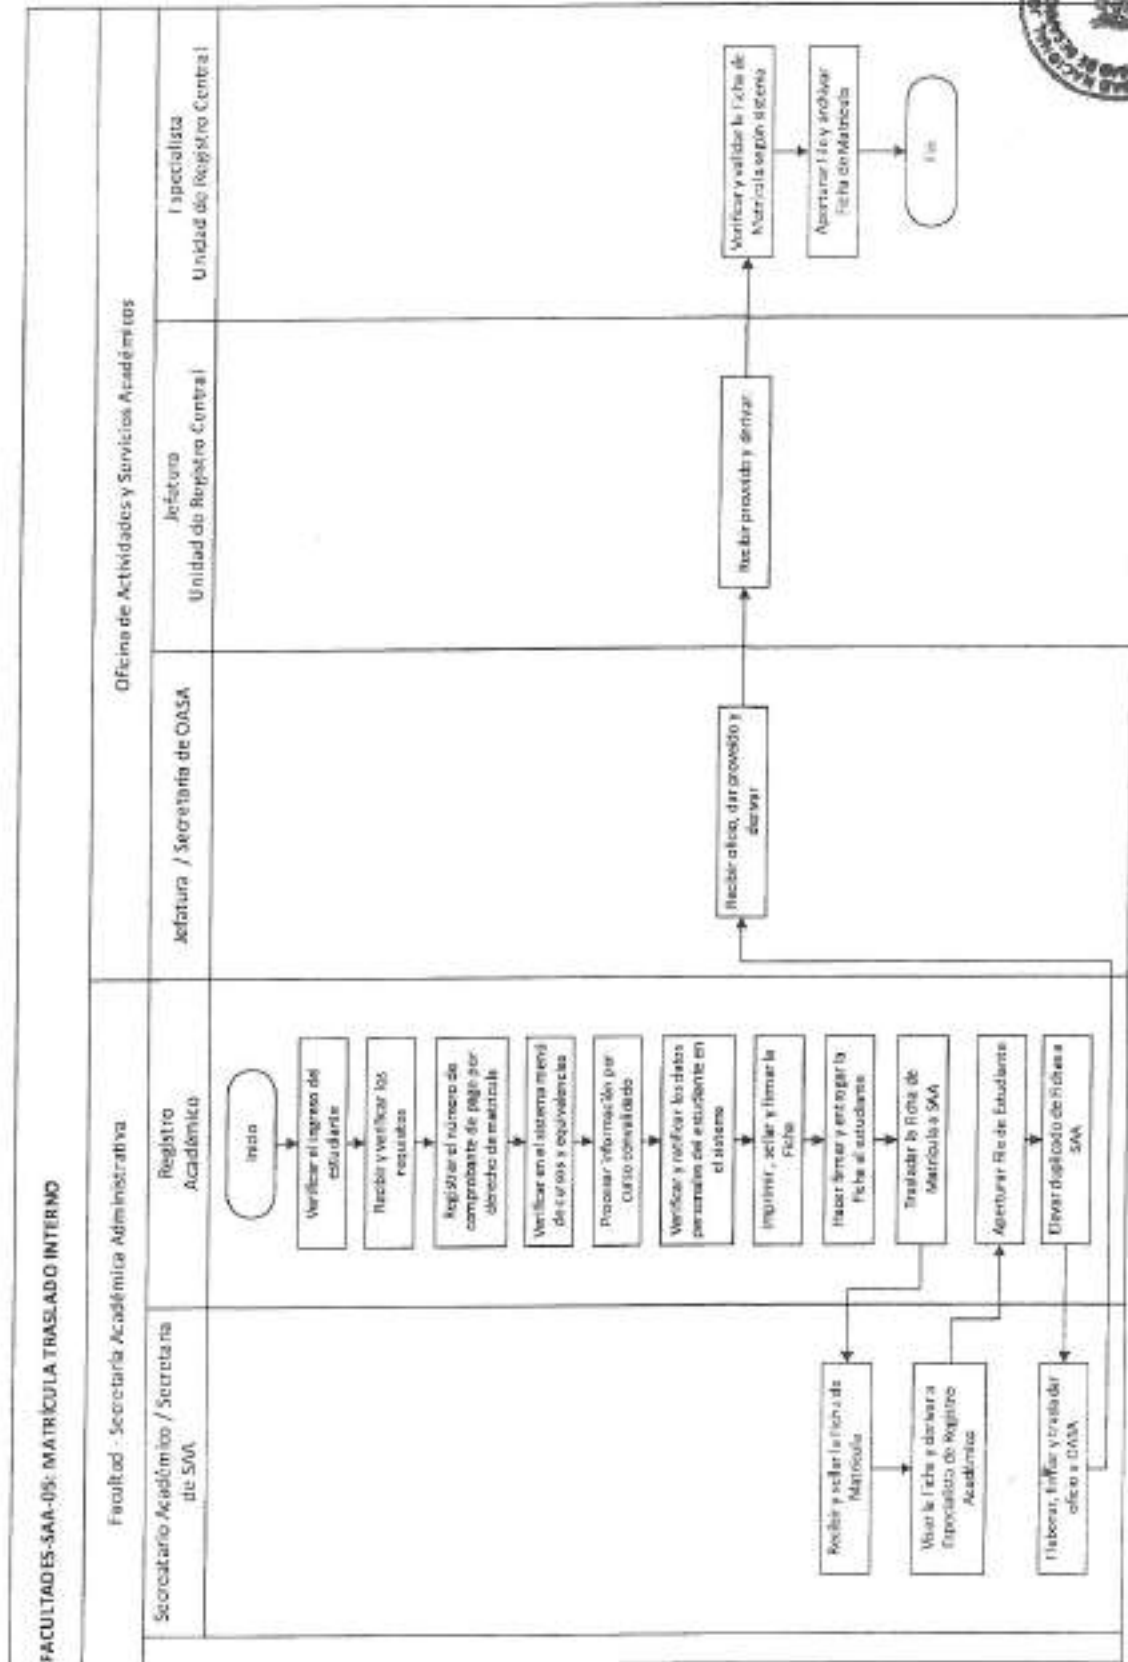 FACULTADES-SAA-05: MATRÍCULA TRASLADO INTERNO
Facultad - Secretaría Académica Administrativa
Oficina de Actividades y Servicios Académicos
Secretario Académico / Secretaria
de SAA
Registro
Académico
Jefatura / Secretaria de OASA
Jefatura
Unidad de Registro Central
Especialista
Unidad de Registro Central
Inicio
Verificar el ingreso del
estudiante
Recibir y verificar los
requisitos
Registrar el número de
comprobante de pago por
derecho de matrícula
Verificar en el sistema menú
de cursos y equivalencias
Procesar información por
curso convalidado
Verificar y ratificar los datos
personales del estudiante en
el sistema
Imprimir, sellar y firmar la
Ficha
Hacer firmar y entregar la
Ficha al estudiante
Trasladar la Ficha de
Matrícula a SAA
Recibir y sellar la Ficha de
Matrícula
Visar la Ficha y derivar a
Especialista de Registro
Académico
Aperturar File de Estudiante
Elevar duplicado de Fichas a
SAA
Elaborar, firmar y trasladar
oficio a OASA
Recibir oficio, dar proveído y
derivar
Recibir proveído y derivar
Verificar y validar la Ficha de
Matrícula según sistema
Aperturar File y archivar
Ficha de Matrícula
Fin